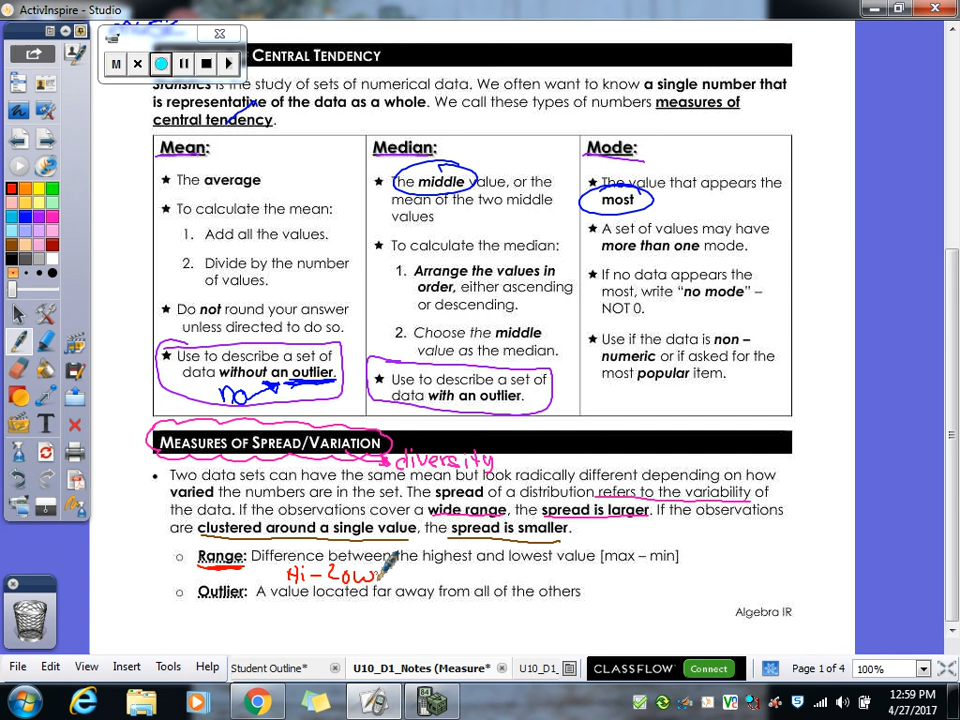 ActivInspire - Studio
CENTRAL TENDENCY
Statistics is the study of sets of numerical data. We often want to know a single number that
is representative of the data as a whole. We call these types of numbers measures of
central tendency.
Mean:
★ The average
★ To calculate the mean:
1. Add all the values.
2. Divide by the number
of values.
★ Do not round your answer
unless directed to do so.
★ Use to describe a set of
data without an outlier.
no
Median:
★ The middle value, or the
mean of the two middle
values
★ To calculate the median:
1. Arrange the values in
order, either ascending
or descending.
2. Choose the middle
value as the median.
★ Use to describe a set of
data with an outlier.
Mode:
★ The value that appears the
most
★ A set of values may have
more than one mode.
★ If no data appears the
most, write "no mode" –
NOT 0.
★ Use if the data is non –
numeric or if asked for the
most popular item.
MEASURES OF SPREAD/VARIATION
diversity
• Two data sets can have the same mean but look radically different depending on how
varied the numbers are in the set. The spread of a distribution refers to the variability of
the data. If the observations cover a wide range, the spread is larger. If the observations
are clustered around a single value, the spread is smaller.
○ Range: Difference between the highest and lowest value [max – min]
Hi - Low
○ Outlier: A value located far away from all of the others
Algebra IR
File Edit View Insert Tools Help Student Outline* U10_D1_Notes (Measure* U10_D1_ CLASSFLOW Connect Page 1 of 4 100%
12:59 PM
4/27/2017